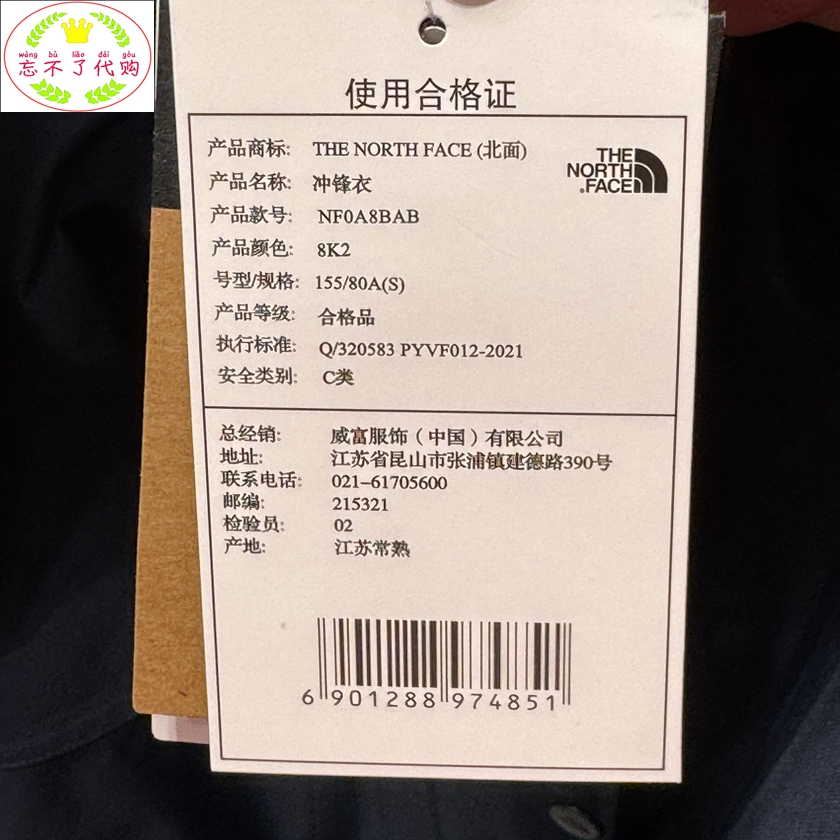 wàng bù liǎo dài gòu
忘不了代购
使用合格证
产品商标: THE NORTH FACE (北面)
THE
NORTH
FACE
产品名称: 冲锋衣
产品款号: NF0A8BAB
产品颜色: 8K2
号型/规格: 155/80A(S)
产品等级: 合格品
执行标准: Q/320583 PYVF012-2021
安全类别: C类
总经销: 威富服饰（中国）有限公司
地址: 江苏省昆山市张浦镇建德路390号
联系电话: 021-61705600
邮编: 215321
检验员: 02
产地: 江苏常熟
6 901288 974851